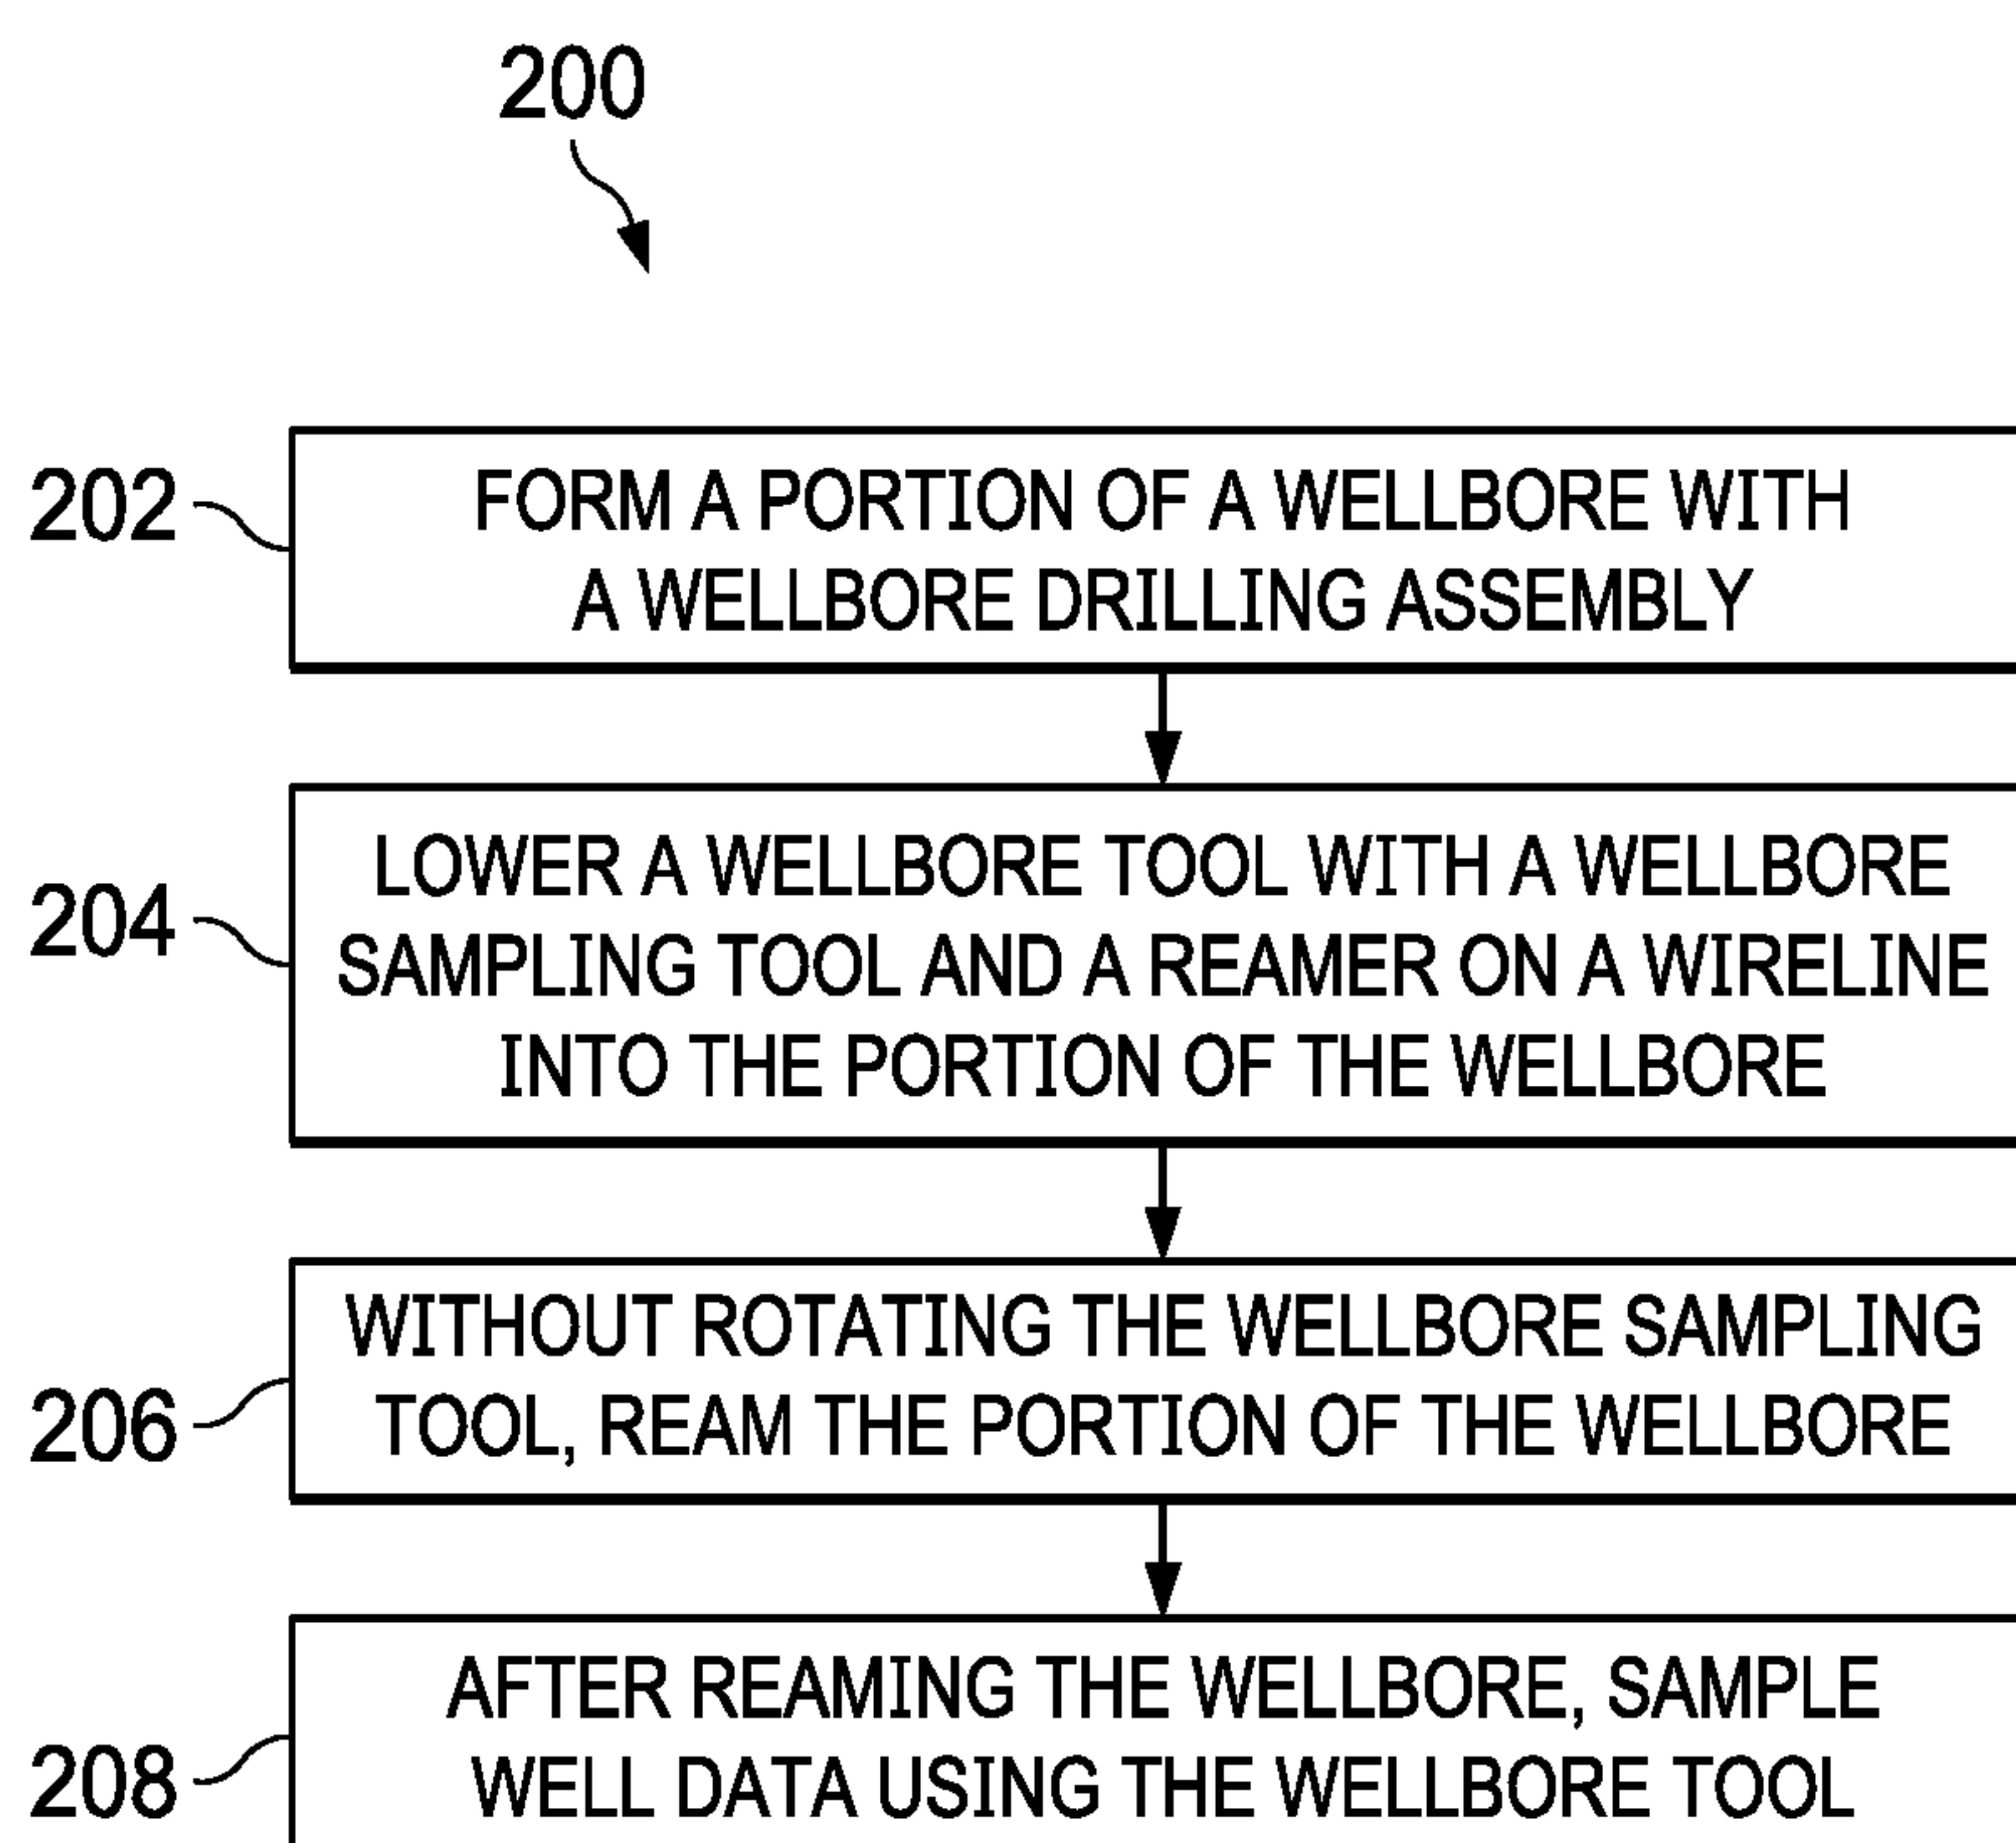 200
202
FORM A PORTION OF A WELLBORE WITH
A WELLBORE DRILLING ASSEMBLY
204
LOWER A WELLBORE TOOL WITH A WELLBORE
SAMPLING TOOL AND A REAMER ON A WIRELINE
INTO THE PORTION OF THE WELLBORE
206
WITHOUT ROTATING THE WELLBORE SAMPLING
TOOL, REAM THE PORTION OF THE WELLBORE
208
AFTER REAMING THE WELLBORE, SAMPLE
WELL DATA USING THE WELLBORE TOOL